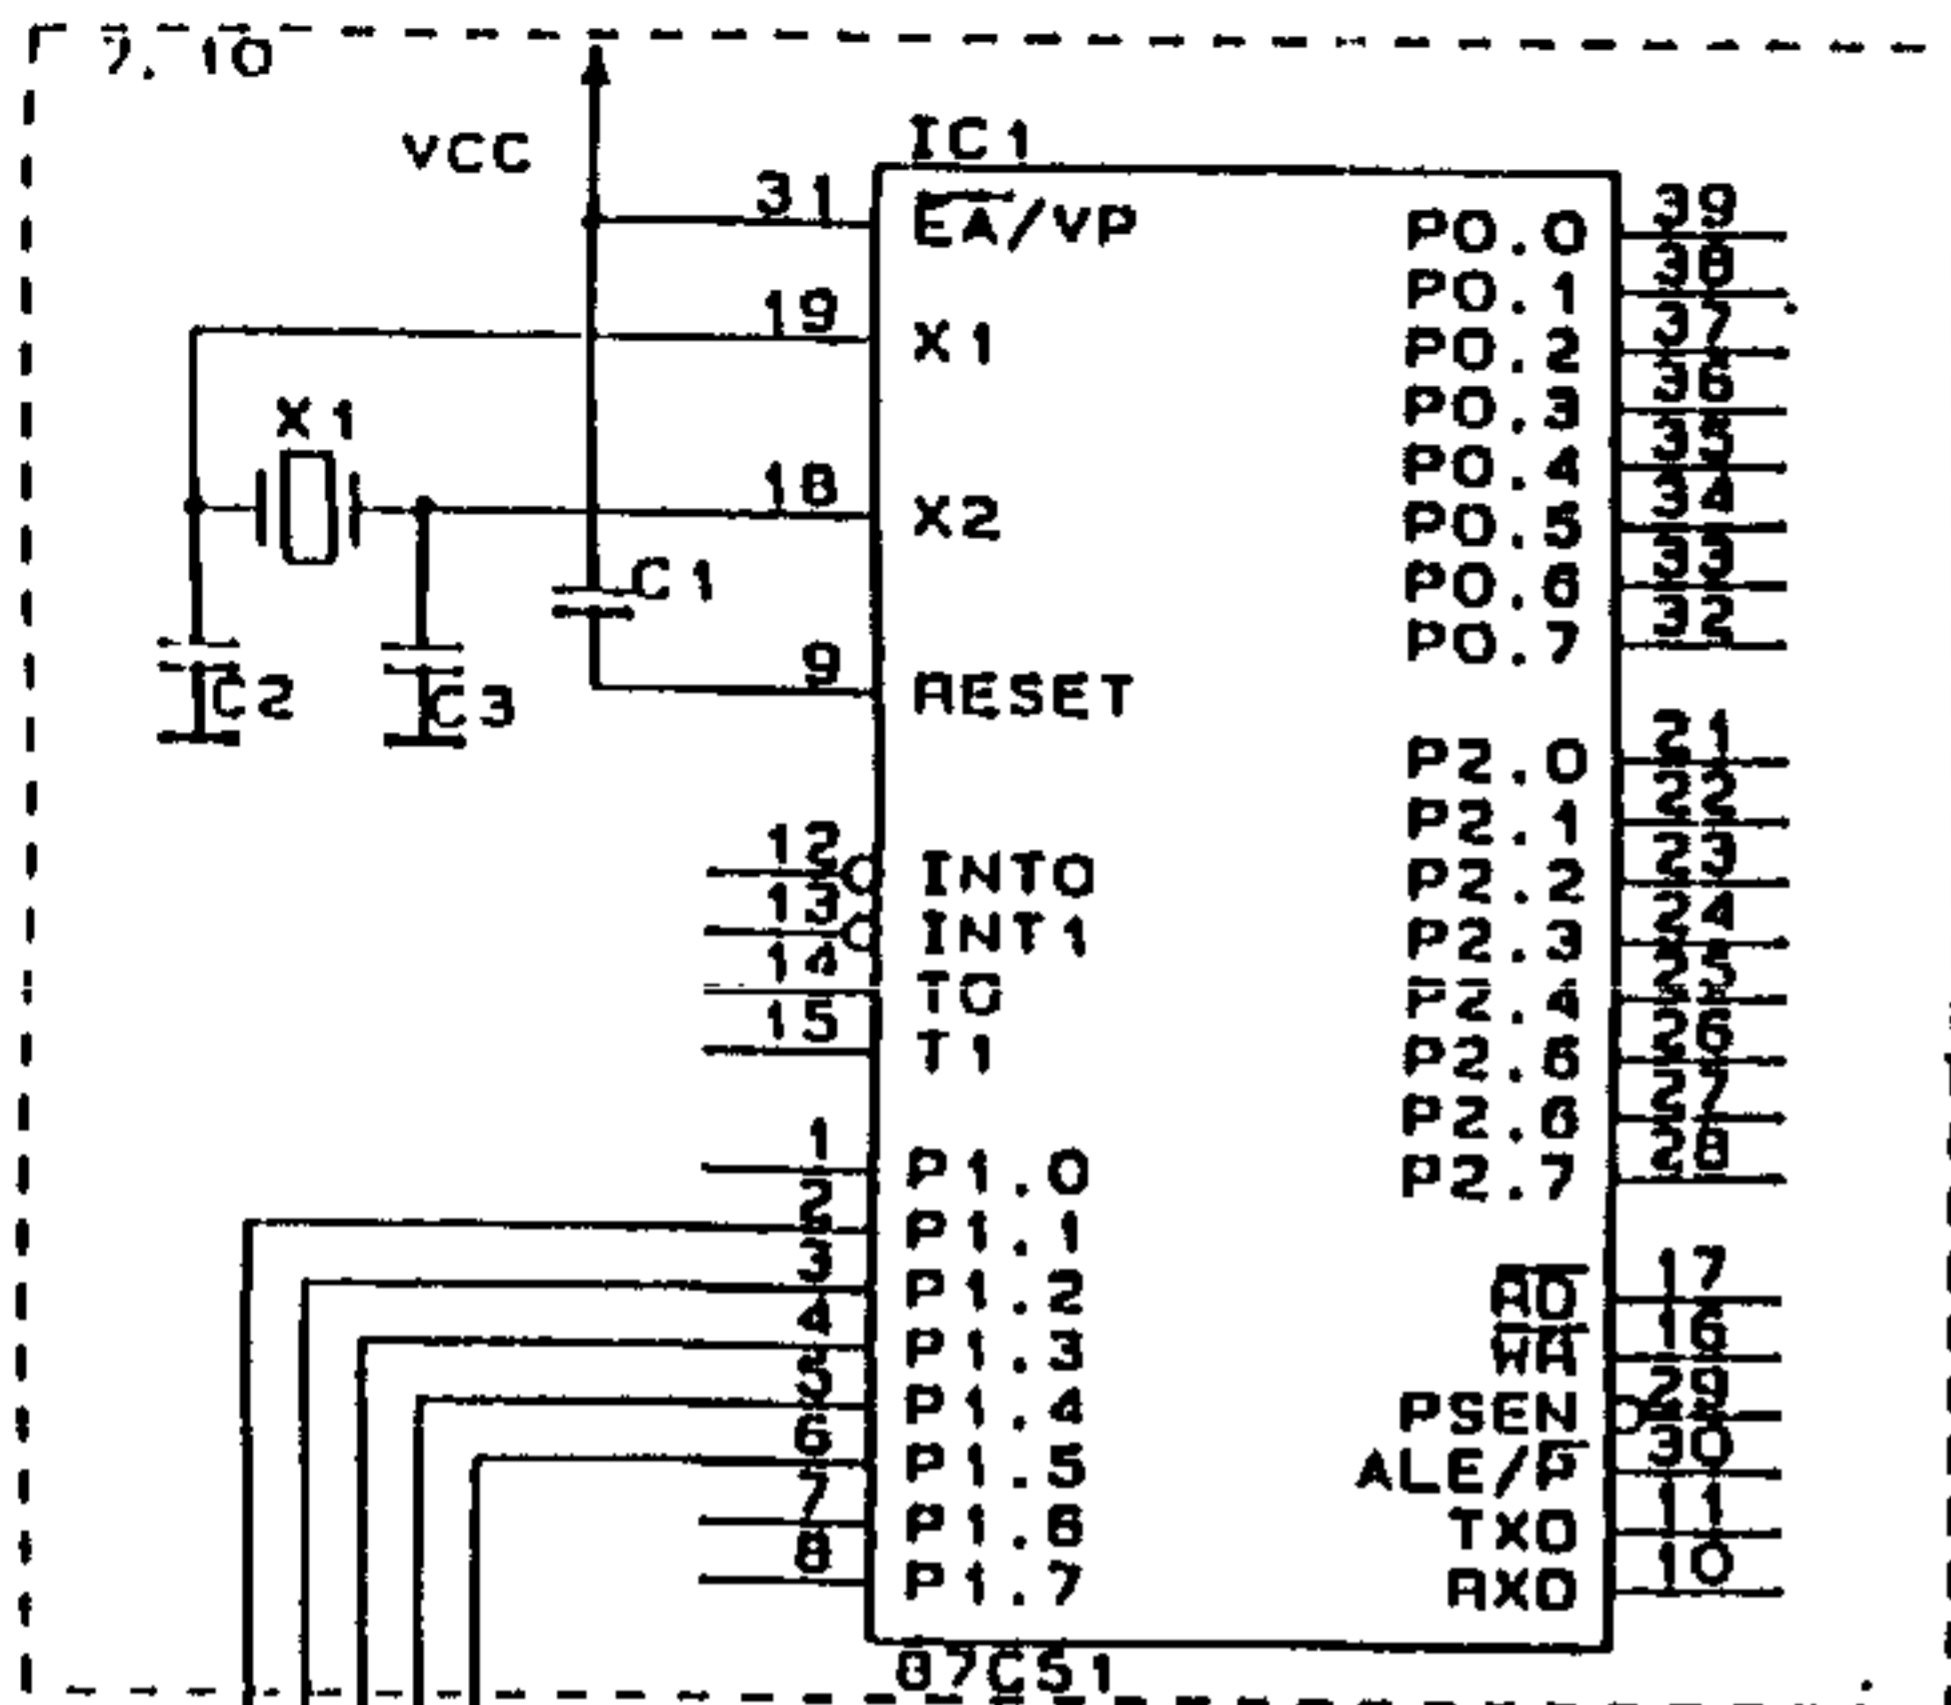 7.10
VCC
IC1
31 EA/VP
19 X1
X1
18 X2
C1
C2
C3
9 RESET
12 INT0
13 INT1
14 T0
15 T1
1 P1.0
2 P1.1
3 P1.2
4 P1.3
5 P1.4
6 P1.5
7 P1.6
8 P1.7
P0.0 39
P0.1 38
P0.2 37
P0.3 36
P0.4 35
P0.5 34
P0.6 33
P0.7 32
P2.0 21
P2.1 22
P2.2 23
P2.3 24
P2.4 25
P2.5 26
P2.6 27
P2.7 28
RD 17
WR 16
PSEN 29
ALE/P 30
TXD 11
RXD 10
87C51